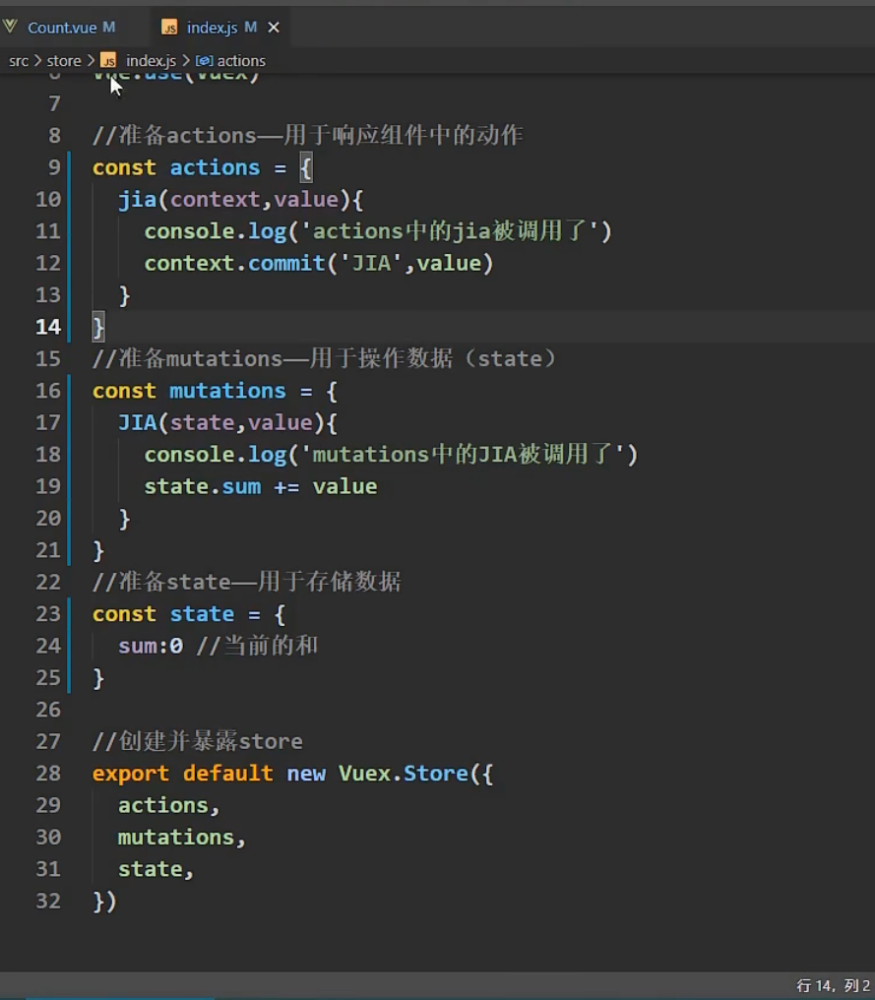 Count.vue M
index.js M
src > store > index.js > actions
6 Vue.use(Vuex)
7
8 //准备actions——用于响应组件中的动作
9 const actions = {
10 jia(context,value){
11 console.log('actions中的jia被调用了')
12 context.commit('JIA',value)
13 }
14 }
15 //准备mutations——用于操作数据（state）
16 const mutations = {
17 JIA(state,value){
18 console.log('mutations中的JIA被调用了')
19 state.sum += value
20 }
21 }
22 //准备state——用于存储数据
23 const state = {
24 sum:0 //当前的和
25 }
26
27 //创建并暴露store
28 export default new Vuex.Store({
29 actions,
30 mutations,
31 state,
32 })
行 14，列 2